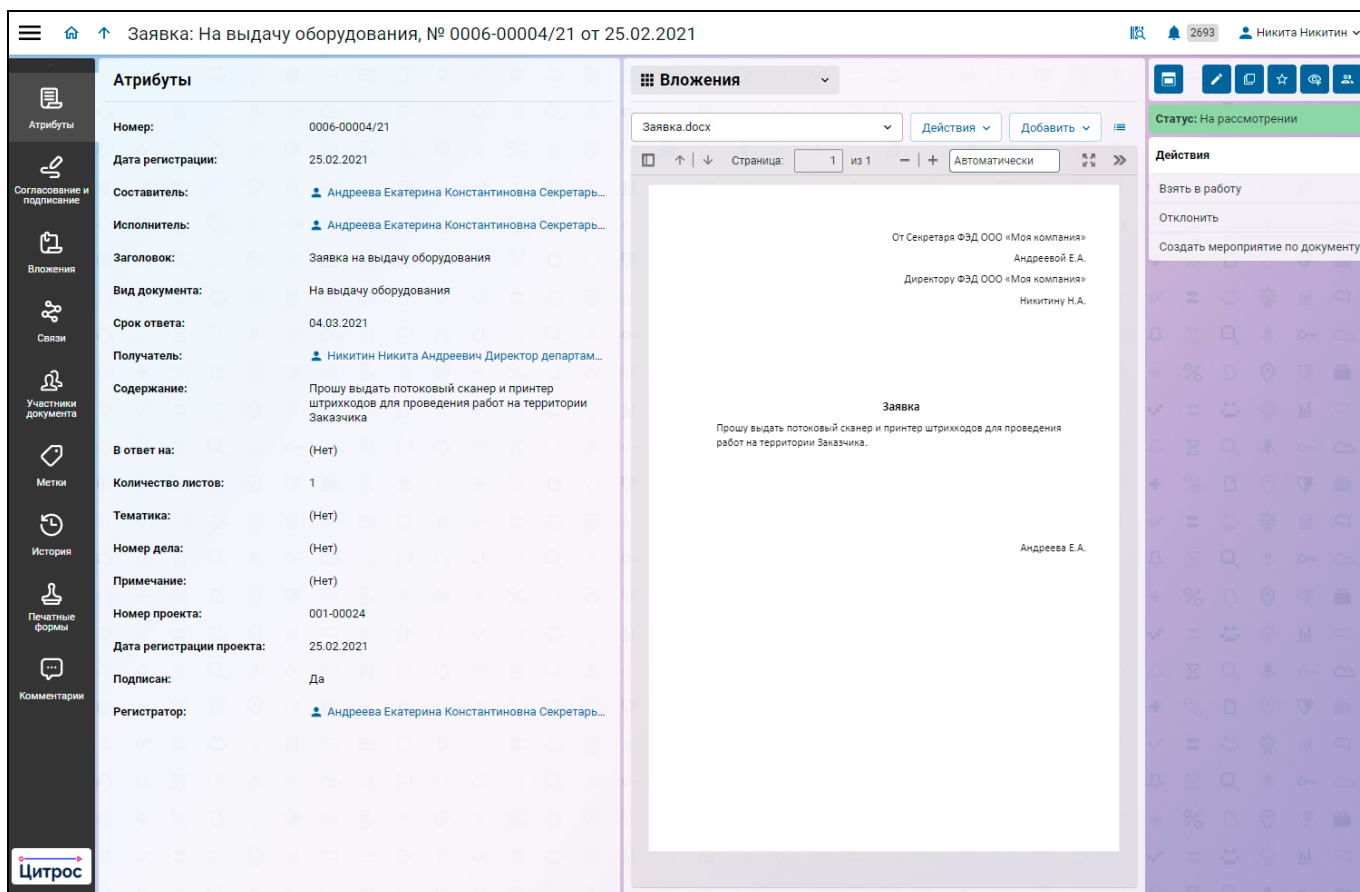 Заявка: На выдачу оборудования, № 0006-00004/21 от 25.02.2021
2693
Никита Никитин
Атрибуты
Согласование и
подписание
Вложения
Связи
Участники
документа
Метки
История
Печатные
формы
Комментарии
Цитрос
Атрибуты
Номер: 0006-00004/21
Дата регистрации: 25.02.2021
Составитель: Андреева Екатерина Константиновна Секретарь...
Исполнитель: Андреева Екатерина Константиновна Секретарь...
Заголовок: Заявка на выдачу оборудования
Вид документа: На выдачу оборудования
Срок ответа: 04.03.2021
Получатель: Никитин Никита Андреевич Директор департам...
Содержание: Прошу выдать потоковый сканер и принтер
штрихкодов для проведения работ на территории
Заказчика
В ответ на: (Нет)
Количество листов: 1
Тематика: (Нет)
Номер дела: (Нет)
Примечание: (Нет)
Номер проекта: 001-00024
Дата регистрации проекта: 25.02.2021
Подписан: Да
Регистратор: Андреева Екатерина Константиновна Секретарь...
Вложения
Заявка.docx
Действия
Добавить
Страница: 1 из 1
Автоматически
От Секретаря ФЭД ООО «Моя компания»
Андреевой Е.А.
Директору ФЭД ООО «Моя компания»
Никитину Н.А.
Заявка
Прошу выдать потоковый сканер и принтер штрихкодов для проведения
работ на территории Заказчика.
Андреева Е.А.
Статус: На рассмотрении
Действия
Взять в работу
Отклонить
Создать мероприятие по документу